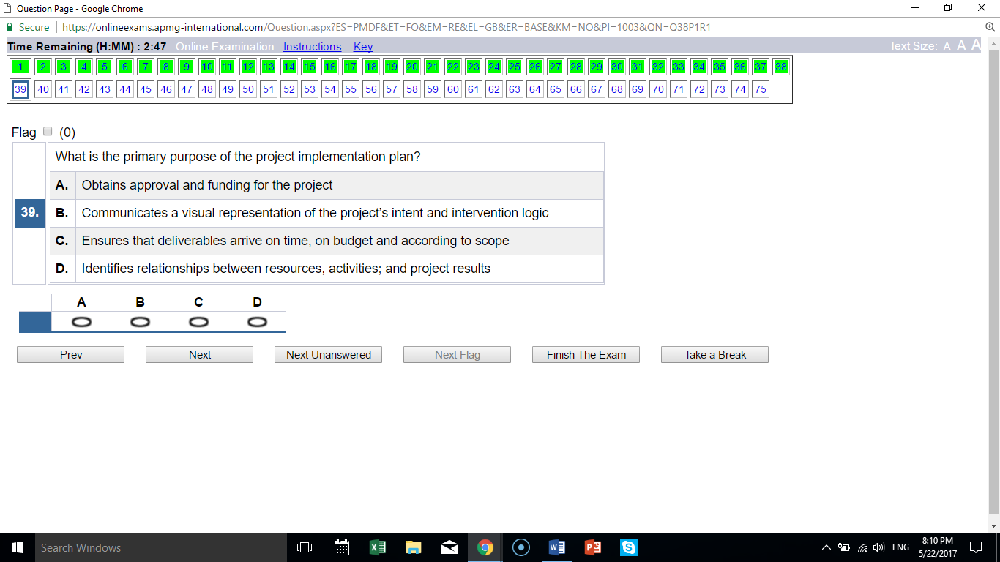 Question Page - Google Chrome
Secure https://onlineexams.apmg-international.com/Question.aspx?ES=PMDF&ET=FO&EM=RE&EL=GB&ER=BASE&KM=NO&PI=1003&QN=Q38P1R1
Time Remaining (H:MM) : 2:47 Online Examination Instructions Key Text Size: A A A
1 2 3 4 5 6 7 8 9 10 11 12 13 14 15 16 17 18 19 20 21 22 23 24 25 26 27 28 29 30 31 32 33 34 35 36 37 38
39 40 41 42 43 44 45 46 47 48 49 50 51 52 53 54 55 56 57 58 59 60 61 62 63 64 65 66 67 68 69 70 71 72 73 74 75
Flag (0)
What is the primary purpose of the project implementation plan?
A. Obtains approval and funding for the project
39. B. Communicates a visual representation of the project’s intent and intervention logic
C. Ensures that deliverables arrive on time, on budget and according to scope
D. Identifies relationships between resources, activities; and project results
A B C D
Prev Next Next Unanswered Next Flag Finish The Exam Take a Break
Search Windows ENG 8:10 PM
5/22/2017